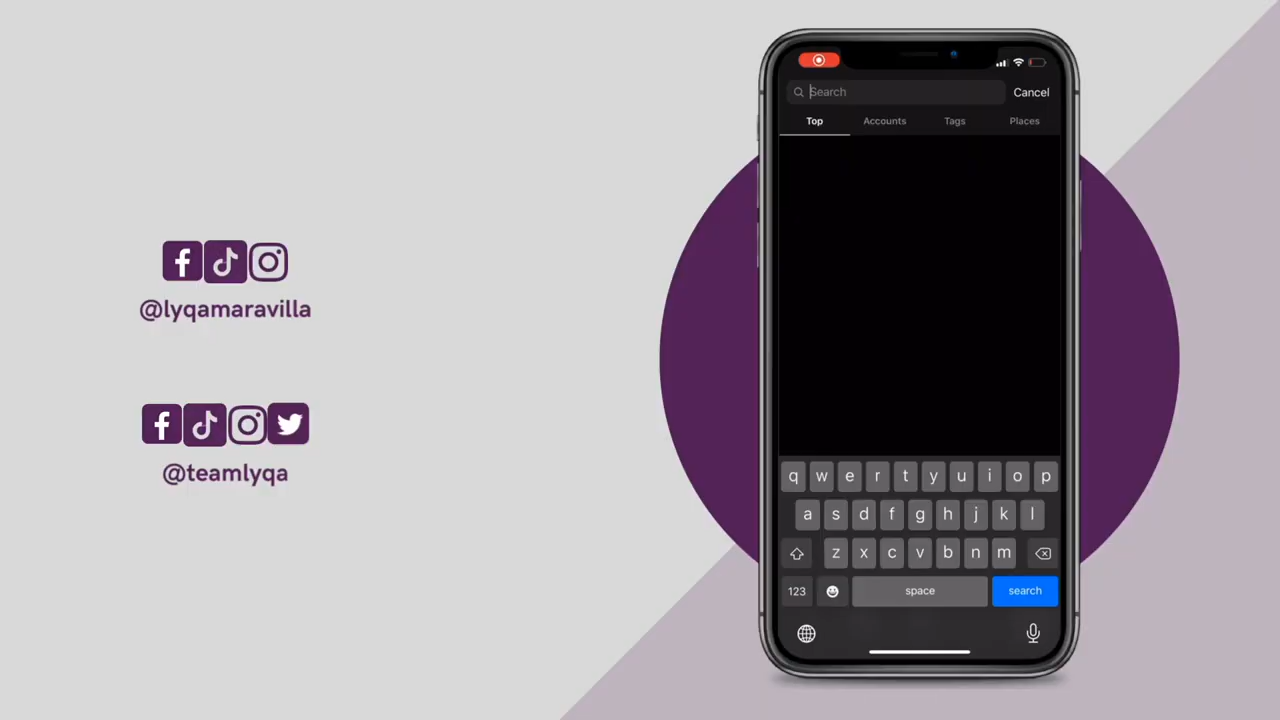 @lyqamaravilla
@teamlyqa
Search
Cancel
Top Accounts Tags Places
q w e r t y u i o p
a s d f g h j k l
z x c v b n m
123 space search